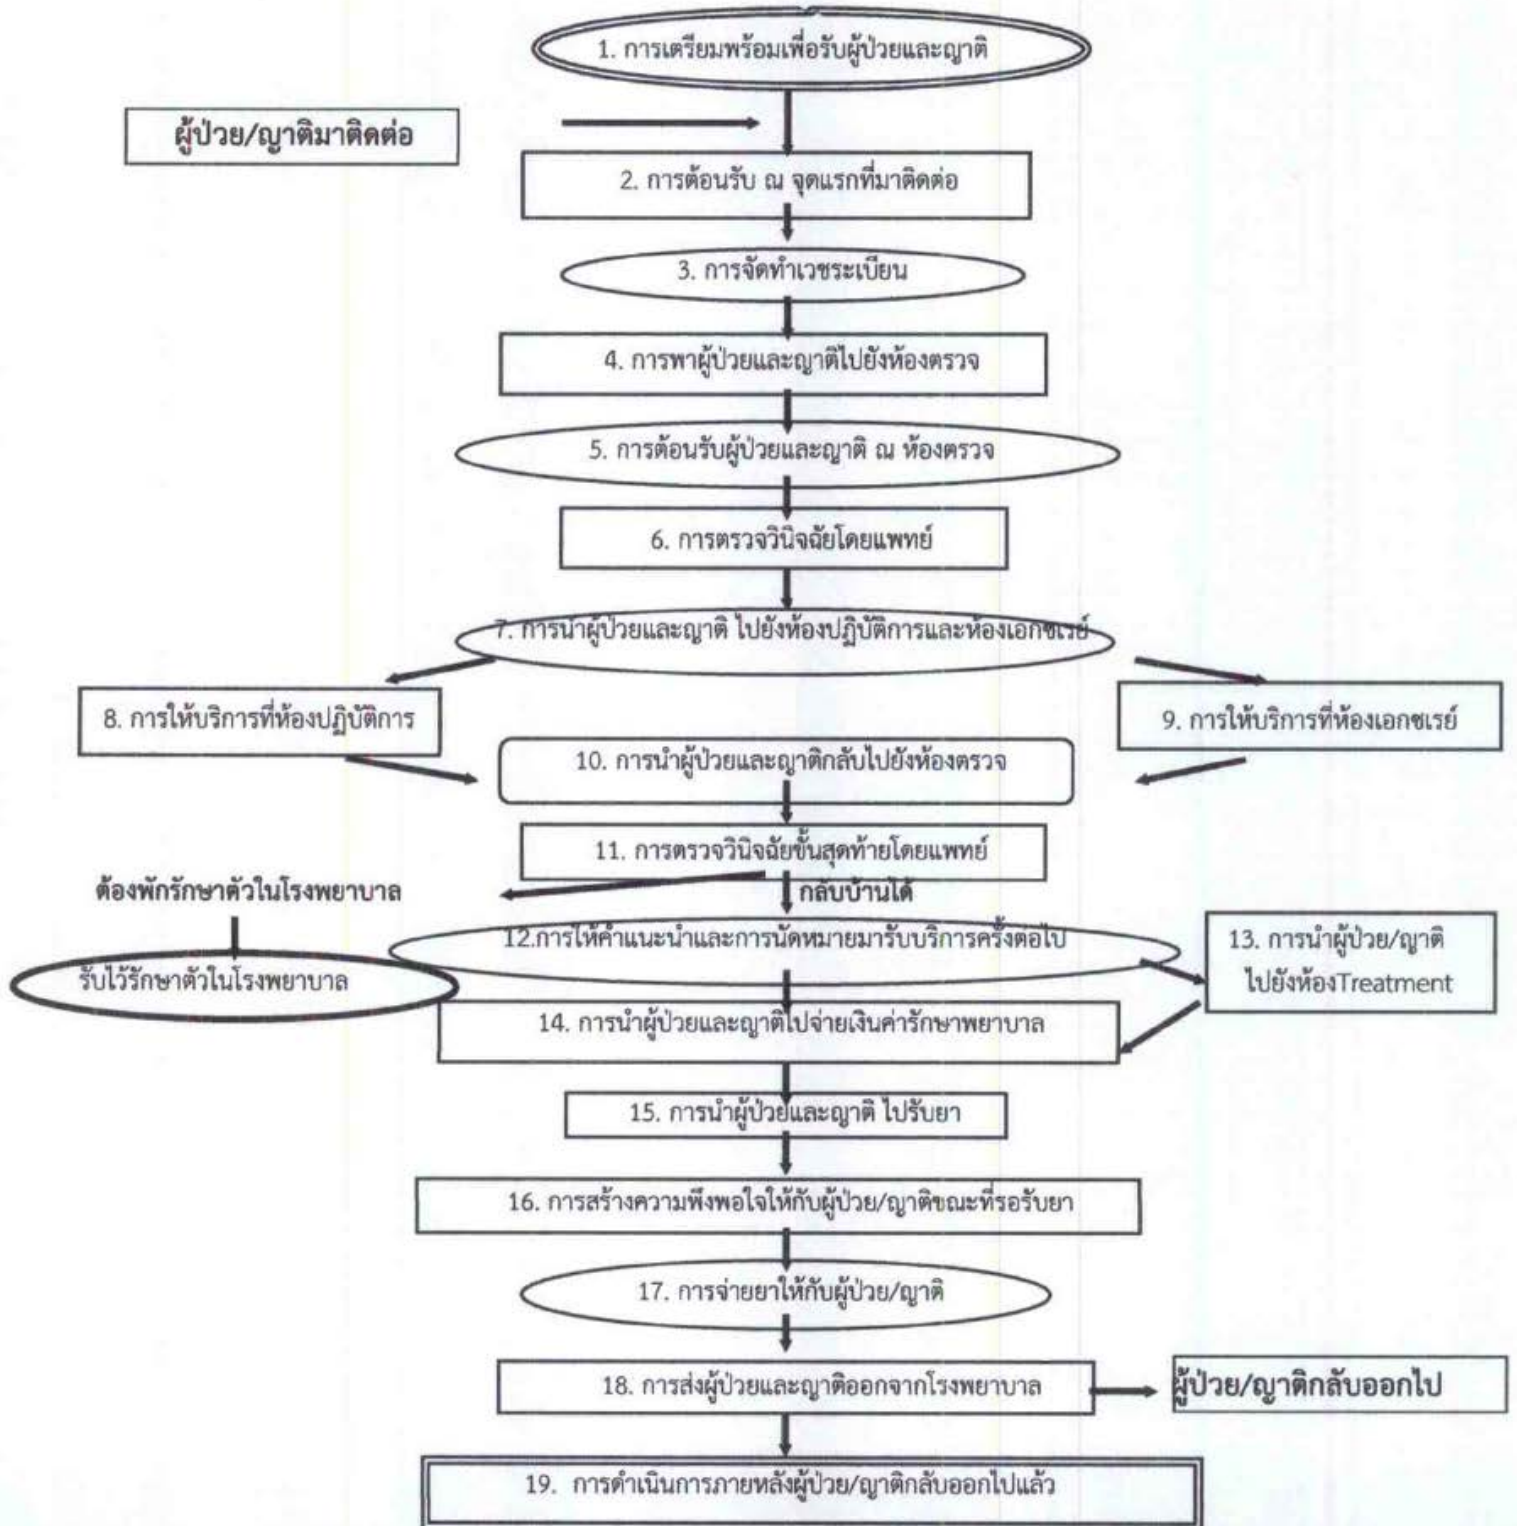 1. การเตรียมพร้อมเพื่อรับผู้ป่วยและญาติ
ผู้ป่วย/ญาติมาติดต่อ
2. การต้อนรับ ณ จุดแรกที่มาติดต่อ
3. การจัดทำเวชระเบียน
4. การพาผู้ป่วยและญาติไปยังห้องตรวจ
5. การต้อนรับผู้ป่วยและญาติ ณ ห้องตรวจ
6. การตรวจวินิจฉัยโดยแพทย์
7. การนำผู้ป่วยและญาติ ไปยังห้องปฏิบัติการและห้องเอกซเรย์
8. การให้บริการที่ห้องปฏิบัติการ
9. การให้บริการที่ห้องเอกซเรย์
10. การนำผู้ป่วยและญาติกลับไปยังห้องตรวจ
11. การตรวจวินิจฉัยขั้นสุดท้ายโดยแพทย์
ต้องพักรักษาตัวในโรงพยาบาล
กลับบ้านได้
12.การให้คำแนะนำและการนัดหมายมารับบริการครั้งต่อไป
13. การนำผู้ป่วย/ญาติ
ไปยังห้องTreatment
รับไว้รักษาตัวในโรงพยาบาล
14. การนำผู้ป่วยและญาติไปจ่ายเงินค่ารักษาพยาบาล
15. การนำผู้ป่วยและญาติ ไปรับยา
16. การสร้างความพึงพอใจให้กับผู้ป่วย/ญาติขณะที่รอรับยา
17. การจ่ายยาให้กับผู้ป่วย/ญาติ
18. การส่งผู้ป่วยและญาติออกจากโรงพยาบาล
ผู้ป่วย/ญาติกลับออกไป
19. การดำเนินการภายหลังผู้ป่วย/ญาติกลับออกไปแล้ว